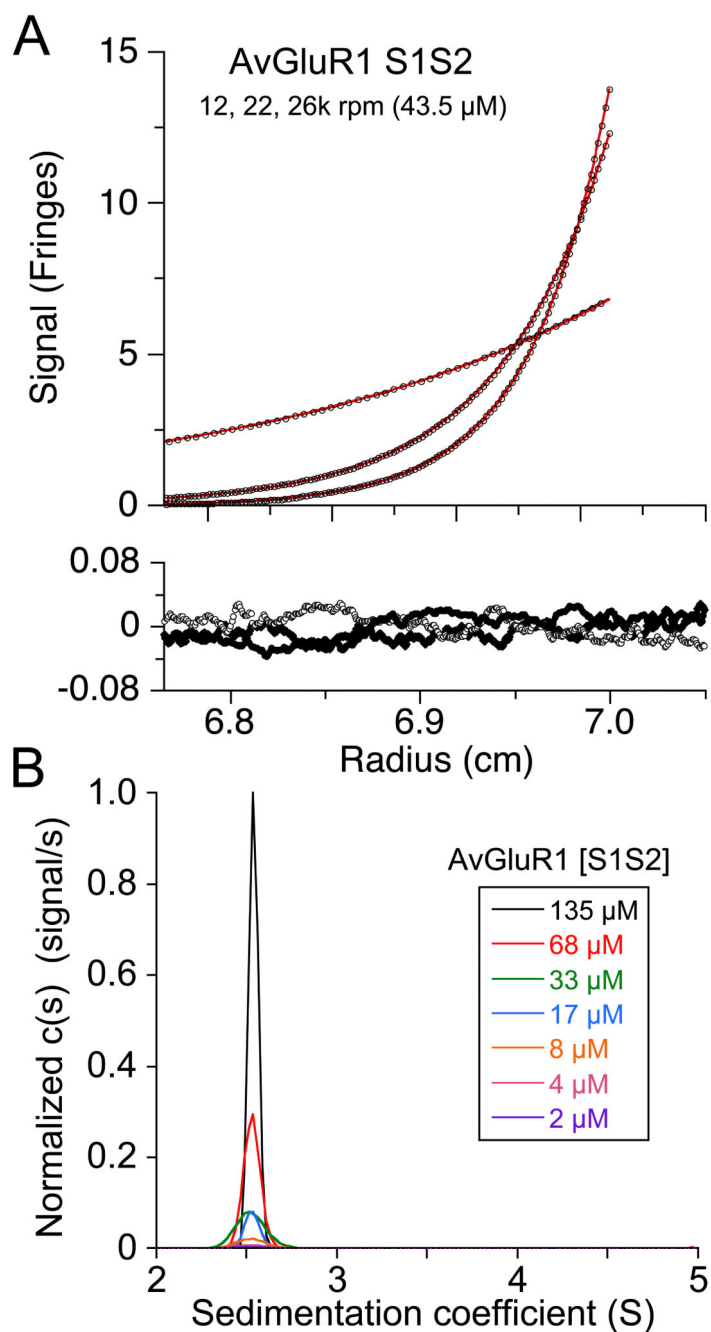 A
AvGluR1 S1S2
12, 22, 26k rpm (43.5 µM)
Signal (Fringes)
15
10
5
0
0.08
0
-0.08
6.8 6.9 7.0
Radius (cm)
B
Normalized c(s) (signal/s)
1.0
0.8
0.6
0.4
0.2
0
AvGluR1 [S1S2]
135 µM
68 µM
33 µM
17 µM
8 µM
4 µM
2 µM
2 3 4 5
Sedimentation coefficient (S)